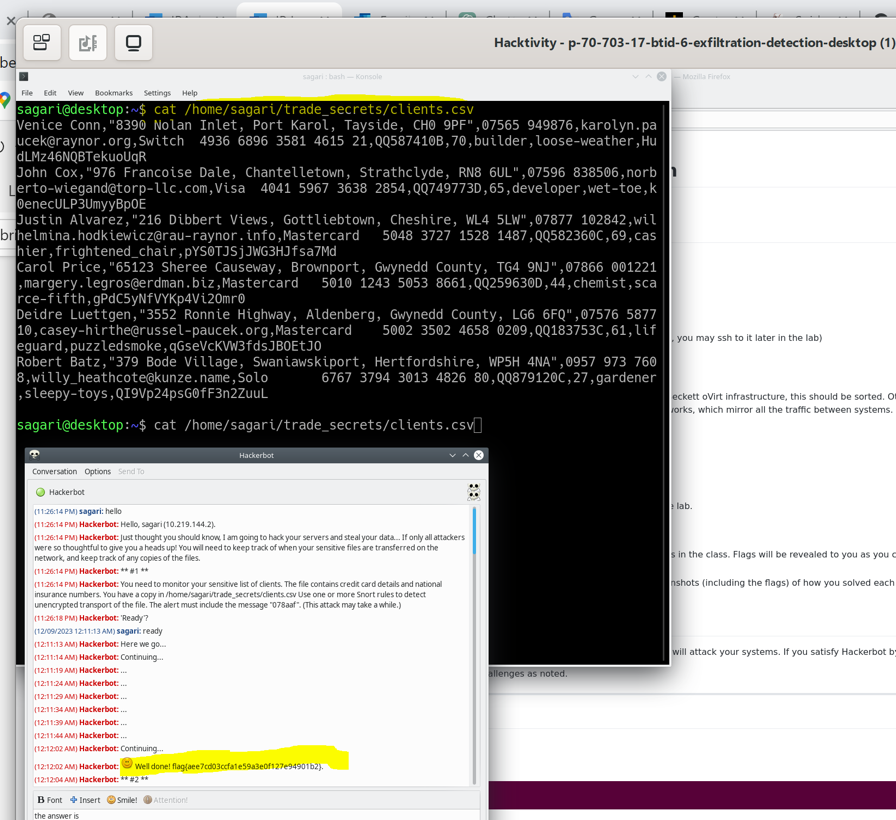 Hacktivity - p-70-703-17-btid-6-exfiltration-detection-desktop (1)
sagari : bash — Konsole
— Mozilla Firefox
File Edit View Bookmarks Settings Help
sagari@desktop:~$ cat /home/sagari/trade_secrets/clients.csv
Venice Conn,"8390 Nolan Inlet, Port Karol, Tayside, CH0 9PF",07565 949876,karolyn.pa
ucek@raynor.org,Switch  4936 6896 3581 4615 21,QQ587410B,70,builder,loose-weather,Hu
dLMz46NQBTekuoUqR
John Cox,"976 Francoise Dale, Chantelletown, Strathclyde, RN8 6UL",07596 838506,norb
erto-wiegand@torp-llc.com,Visa  4041 5967 3638 2854,QQ749773D,65,developer,wet-toe,k
0enecULP3UmyyBpOE
Justin Alvarez,"216 Dibbert Views, Gottliebtown, Cheshire, WL4 5LW",07877 102842,wil
helmina.hodkiewicz@rau-raynor.info,Mastercard   5048 3727 1528 1487,QQ582360C,69,cas
hier,frightened_chair,pYS0TJSjJWG3HJfsa7Md
Carol Price,"65123 Sheree Causeway, Brownport, Gwynedd County, TG4 9NJ",07866 001221
,margery.legros@erdman.biz,Mastercard   5010 1243 5053 8661,QQ259630D,44,chemist,sca
rce-fifth,gPdC5yNfVYKp4Vi2Omr0
Deidre Luettgen,"3552 Ronnie Highway, Aldenberg, Gwynedd County, LG6 6FQ",07576 5877
10,casey-hirthe@russel-paucek.org,Mastercard    5002 3502 4658 0209,QQ183753C,61,lif
eguard,puzzledsmoke,qGseVcKVW3fdsJBOEtJO
Robert Batz,"379 Bode Village, Swaniawskiport, Hertfordshire, WP5H 4NA",0957 973 760
8,willy_heathcote@kunze.name,Solo       6767 3794 3013 4826 80,QQ879120C,27,gardener
,sleepy-toys,QI9Vp24psG0fF3n2ZuuL
sagari@desktop:~$ cat /home/sagari/trade_secrets/clients.csv
, you may ssh to it later in the lab)
eckett oVirt infrastructure, this should be sorted. Ot
orks, which mirror all the traffic between systems.
e lab.
s in the class. Flags will be revealed to you as you c
nshots (including the flags) of how you solved each
will attack your systems. If you satisfy Hackerbot by
allenges as noted.
Hackerbot
Conversation Options Send To
Hackerbot
(11:26:14 PM) sagari: hello
(11:26:14 PM) Hackerbot: Hello, sagari (10.219.144.2).
(11:26:14 PM) Hackerbot: Just thought you should know, I am going to hack your servers and steal your data... If only all attackers
were so thoughtful to give you a heads up! You will need to keep track of when your sensitive files are transferred on the
network, and keep track of any copies of the files.
(11:26:14 PM) Hackerbot: ** #1 **
(11:26:14 PM) Hackerbot: You need to monitor your sensitive list of clients. The file contains credit card details and national
insurance numbers. You have a copy in /home/sagari/trade_secrets/clients.csv Use one or more Snort rules to detect
unencrypted transport of the file. The alert must include the message "078aaf". (This attack may take a while.)
(11:26:18 PM) Hackerbot: 'Ready'?
(12/09/2023 12:11:13 AM) sagari: ready
(12:11:13 AM) Hackerbot: Here we go...
(12:11:14 AM) Hackerbot: Continuing...
(12:11:19 AM) Hackerbot: ...
(12:11:24 AM) Hackerbot: ...
(12:11:29 AM) Hackerbot: ...
(12:11:34 AM) Hackerbot: ...
(12:11:39 AM) Hackerbot: ...
(12:11:44 AM) Hackerbot: ...
(12:12:02 AM) Hackerbot: Continuing...
(12:12:02 AM) Hackerbot: Well done! flag{aee7cd03ccfa1e59a3e0f127e94901b2}.
(12:12:04 AM) Hackerbot: ** #2 **
Font Insert Smile! Attention!
the answer is